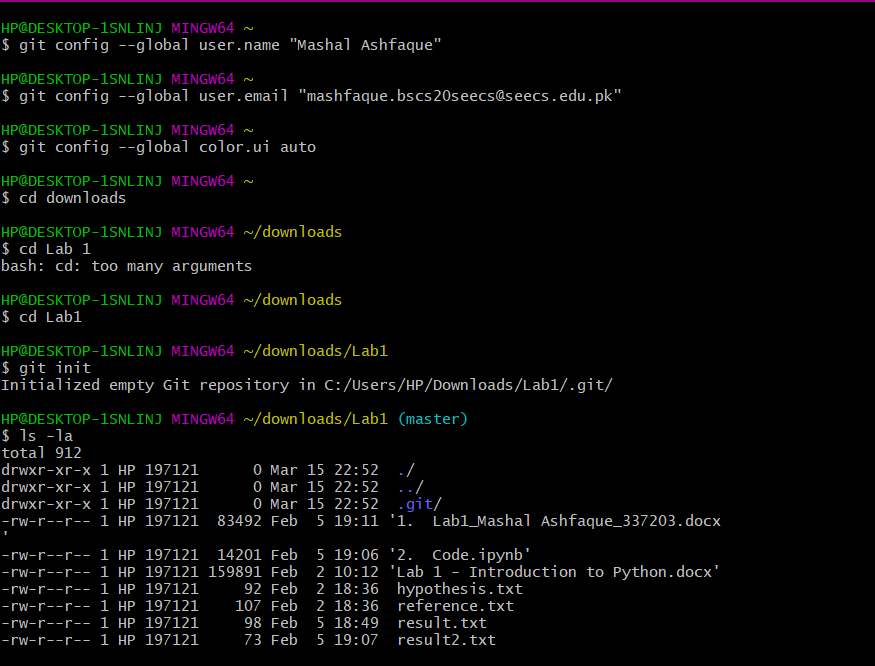 HP@DESKTOP-1SNLINJ MINGW64 ~
$ git config --global user.name "Mashal Ashfaque"
HP@DESKTOP-1SNLINJ MINGW64 ~
$ git config --global user.email "mashfaque.bscs20seecs@seecs.edu.pk"
HP@DESKTOP-1SNLINJ MINGW64 ~
$ git config --global color.ui auto
HP@DESKTOP-1SNLINJ MINGW64 ~
$ cd downloads
HP@DESKTOP-1SNLINJ MINGW64 ~/downloads
$ cd Lab 1
bash: cd: too many arguments
HP@DESKTOP-1SNLINJ MINGW64 ~/downloads
$ cd Lab1
HP@DESKTOP-1SNLINJ MINGW64 ~/downloads/Lab1
$ git init
Initialized empty Git repository in C:/Users/HP/Downloads/Lab1/.git/
HP@DESKTOP-1SNLINJ MINGW64 ~/downloads/Lab1 (master)
$ ls -la
total 912
drwxr-xr-x 1 HP 197121      0 Mar 15 22:52  ./
drwxr-xr-x 1 HP 197121      0 Mar 15 22:52  ../
drwxr-xr-x 1 HP 197121      0 Mar 15 22:52  .git/
-rw-r--r-- 1 HP 197121  83492 Feb  5 19:11 '1.  Lab1_Mashal Ashfaque_337203.docx
'
-rw-r--r-- 1 HP 197121  14201 Feb  5 19:06 '2.  Code.ipynb'
-rw-r--r-- 1 HP 197121 159891 Feb  2 10:12 'Lab 1 - Introduction to Python.docx'
-rw-r--r-- 1 HP 197121     92 Feb  2 18:36  hypothesis.txt
-rw-r--r-- 1 HP 197121    107 Feb  2 18:36  reference.txt
-rw-r--r-- 1 HP 197121     98 Feb  5 18:49  result.txt
-rw-r--r-- 1 HP 197121     73 Feb  5 19:07  result2.txt